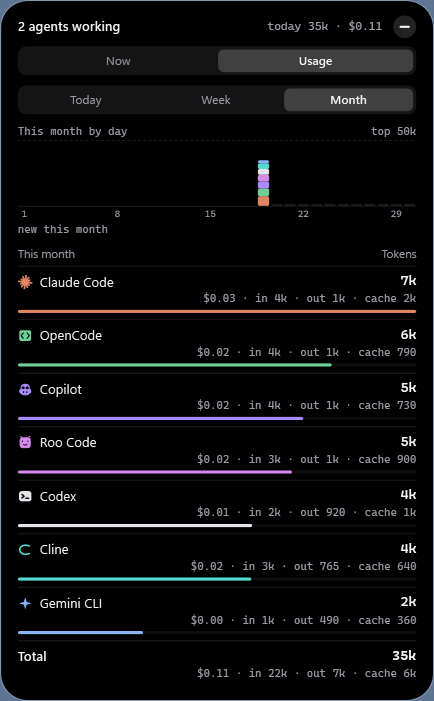 2 agents working today 35k · $0.11
Now Usage
Today Week Month
This month by day top 50k
1 8 15 22 29
new this month
This month Tokens
Claude Code 7k
$0.03 · in 4k · out 1k · cache 2k
OpenCode 6k
$0.02 · in 4k · out 1k · cache 790
Copilot 5k
$0.02 · in 4k · out 1k · cache 730
Roo Code 5k
$0.02 · in 3k · out 1k · cache 900
Codex 4k
$0.01 · in 2k · out 920 · cache 1k
Cline 4k
$0.02 · in 3k · out 765 · cache 640
Gemini CLI 2k
$0.00 · in 1k · out 490 · cache 360
Total 35k
$0.11 · in 22k · out 7k · cache 6k